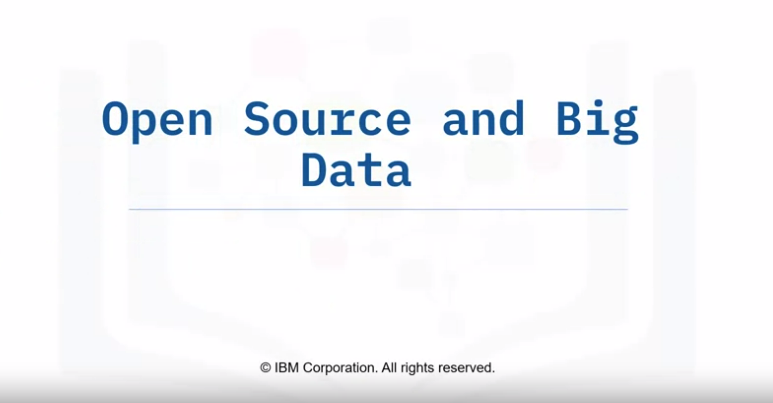 Open Source and Big
Data
© IBM Corporation. All rights reserved.